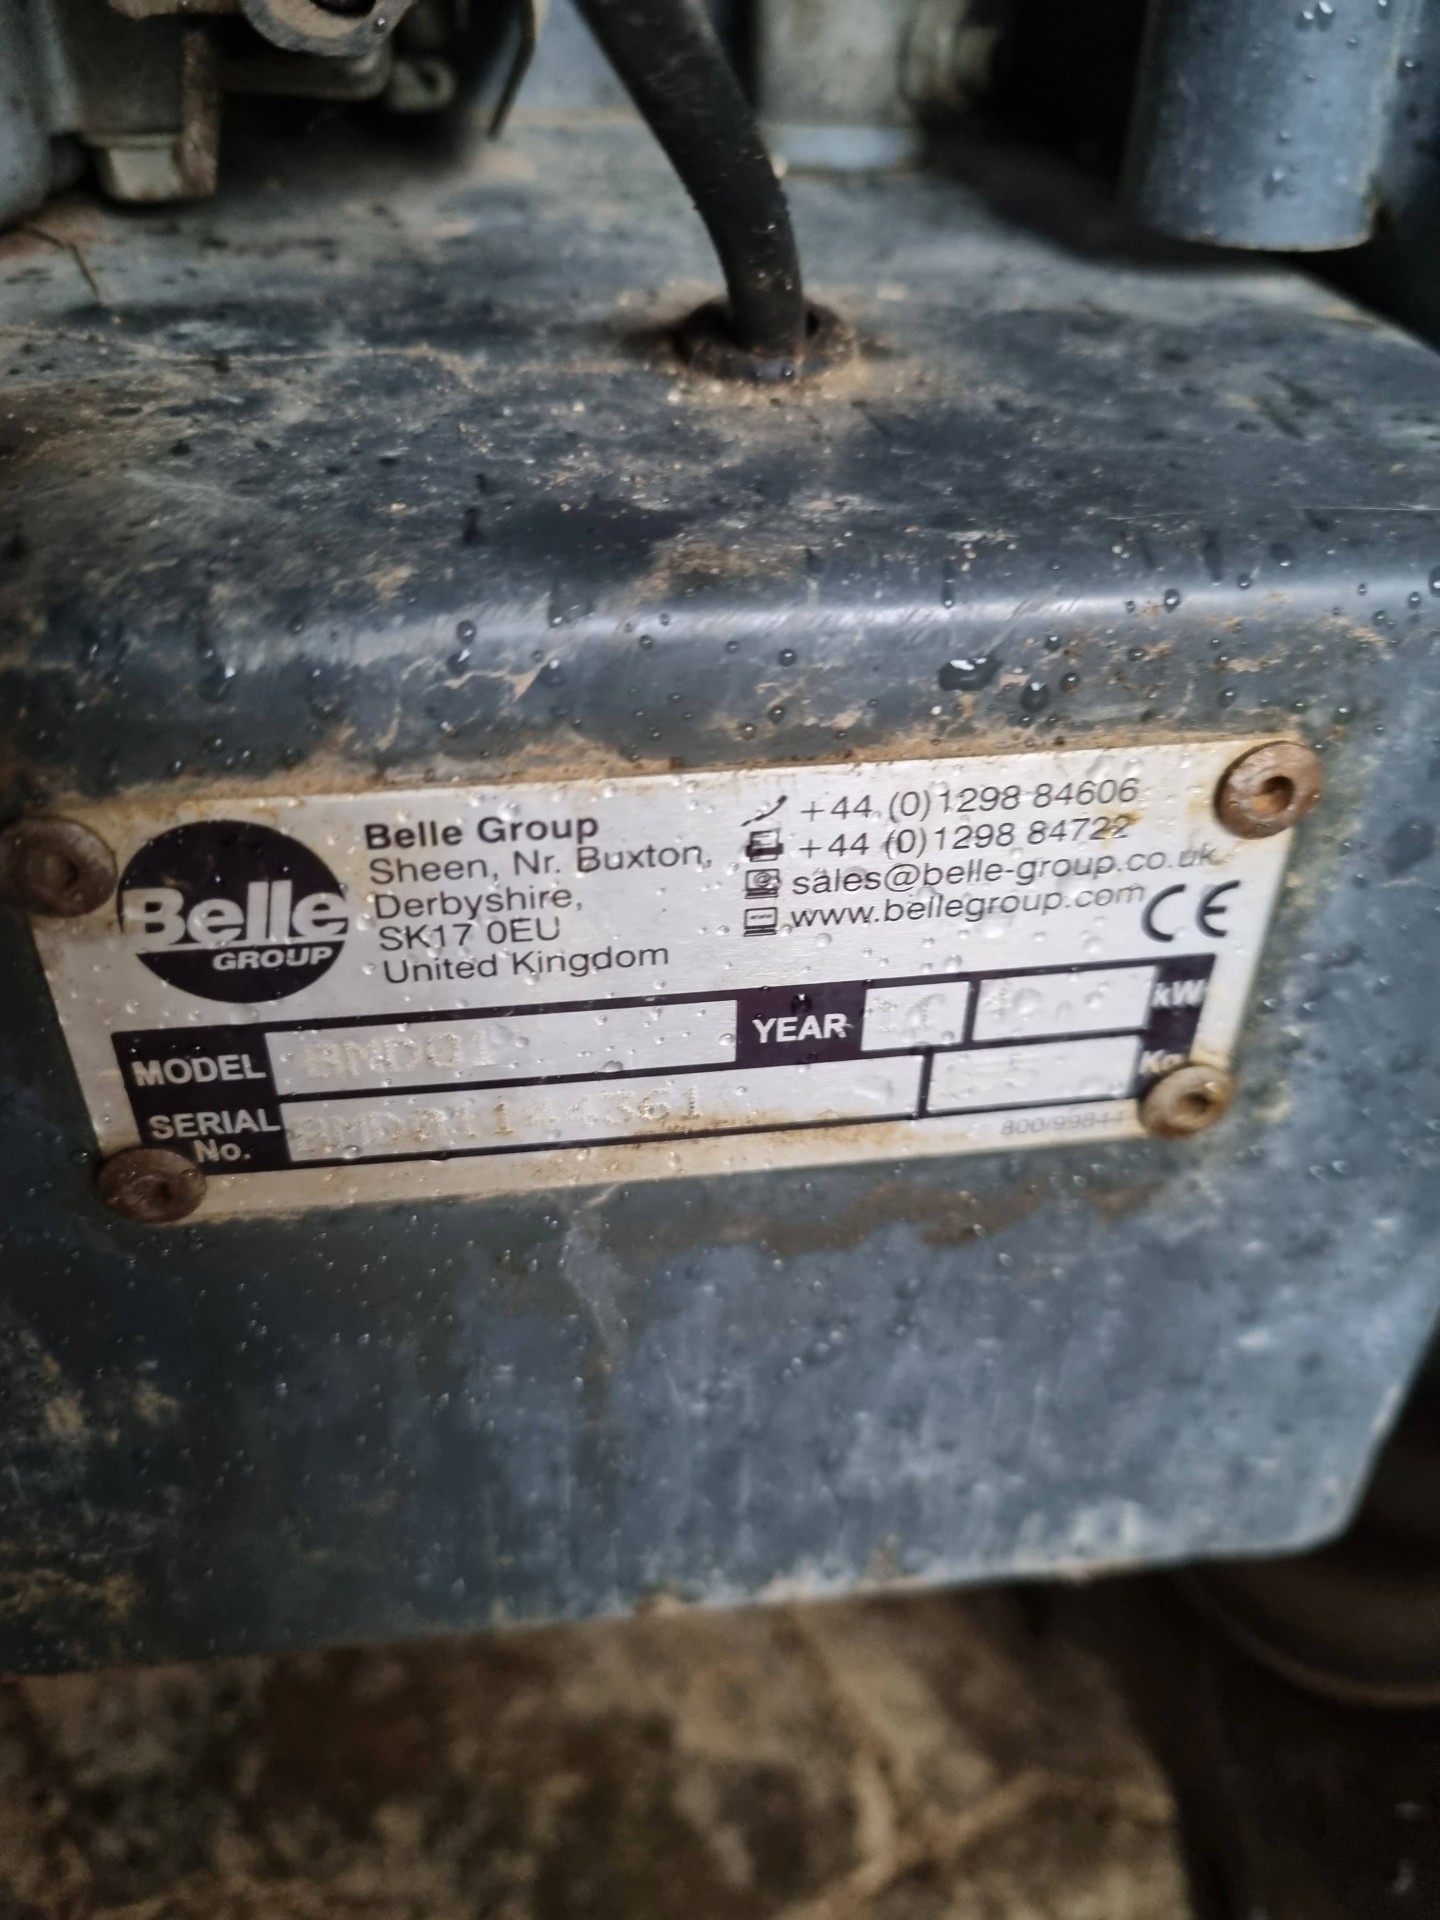 Belle
GROUP
Belle Group
Sheen, Nr. Buxton,
Derbyshire,
SK17 0EU
United Kingdom
+44 (0)1298 84606
+44 (0)1298 84722
sales@belle-group.co.uk
www.bellegroup.com
CE
MODEL
YEAR
kW
SERIAL
No.
Kg
800/99844